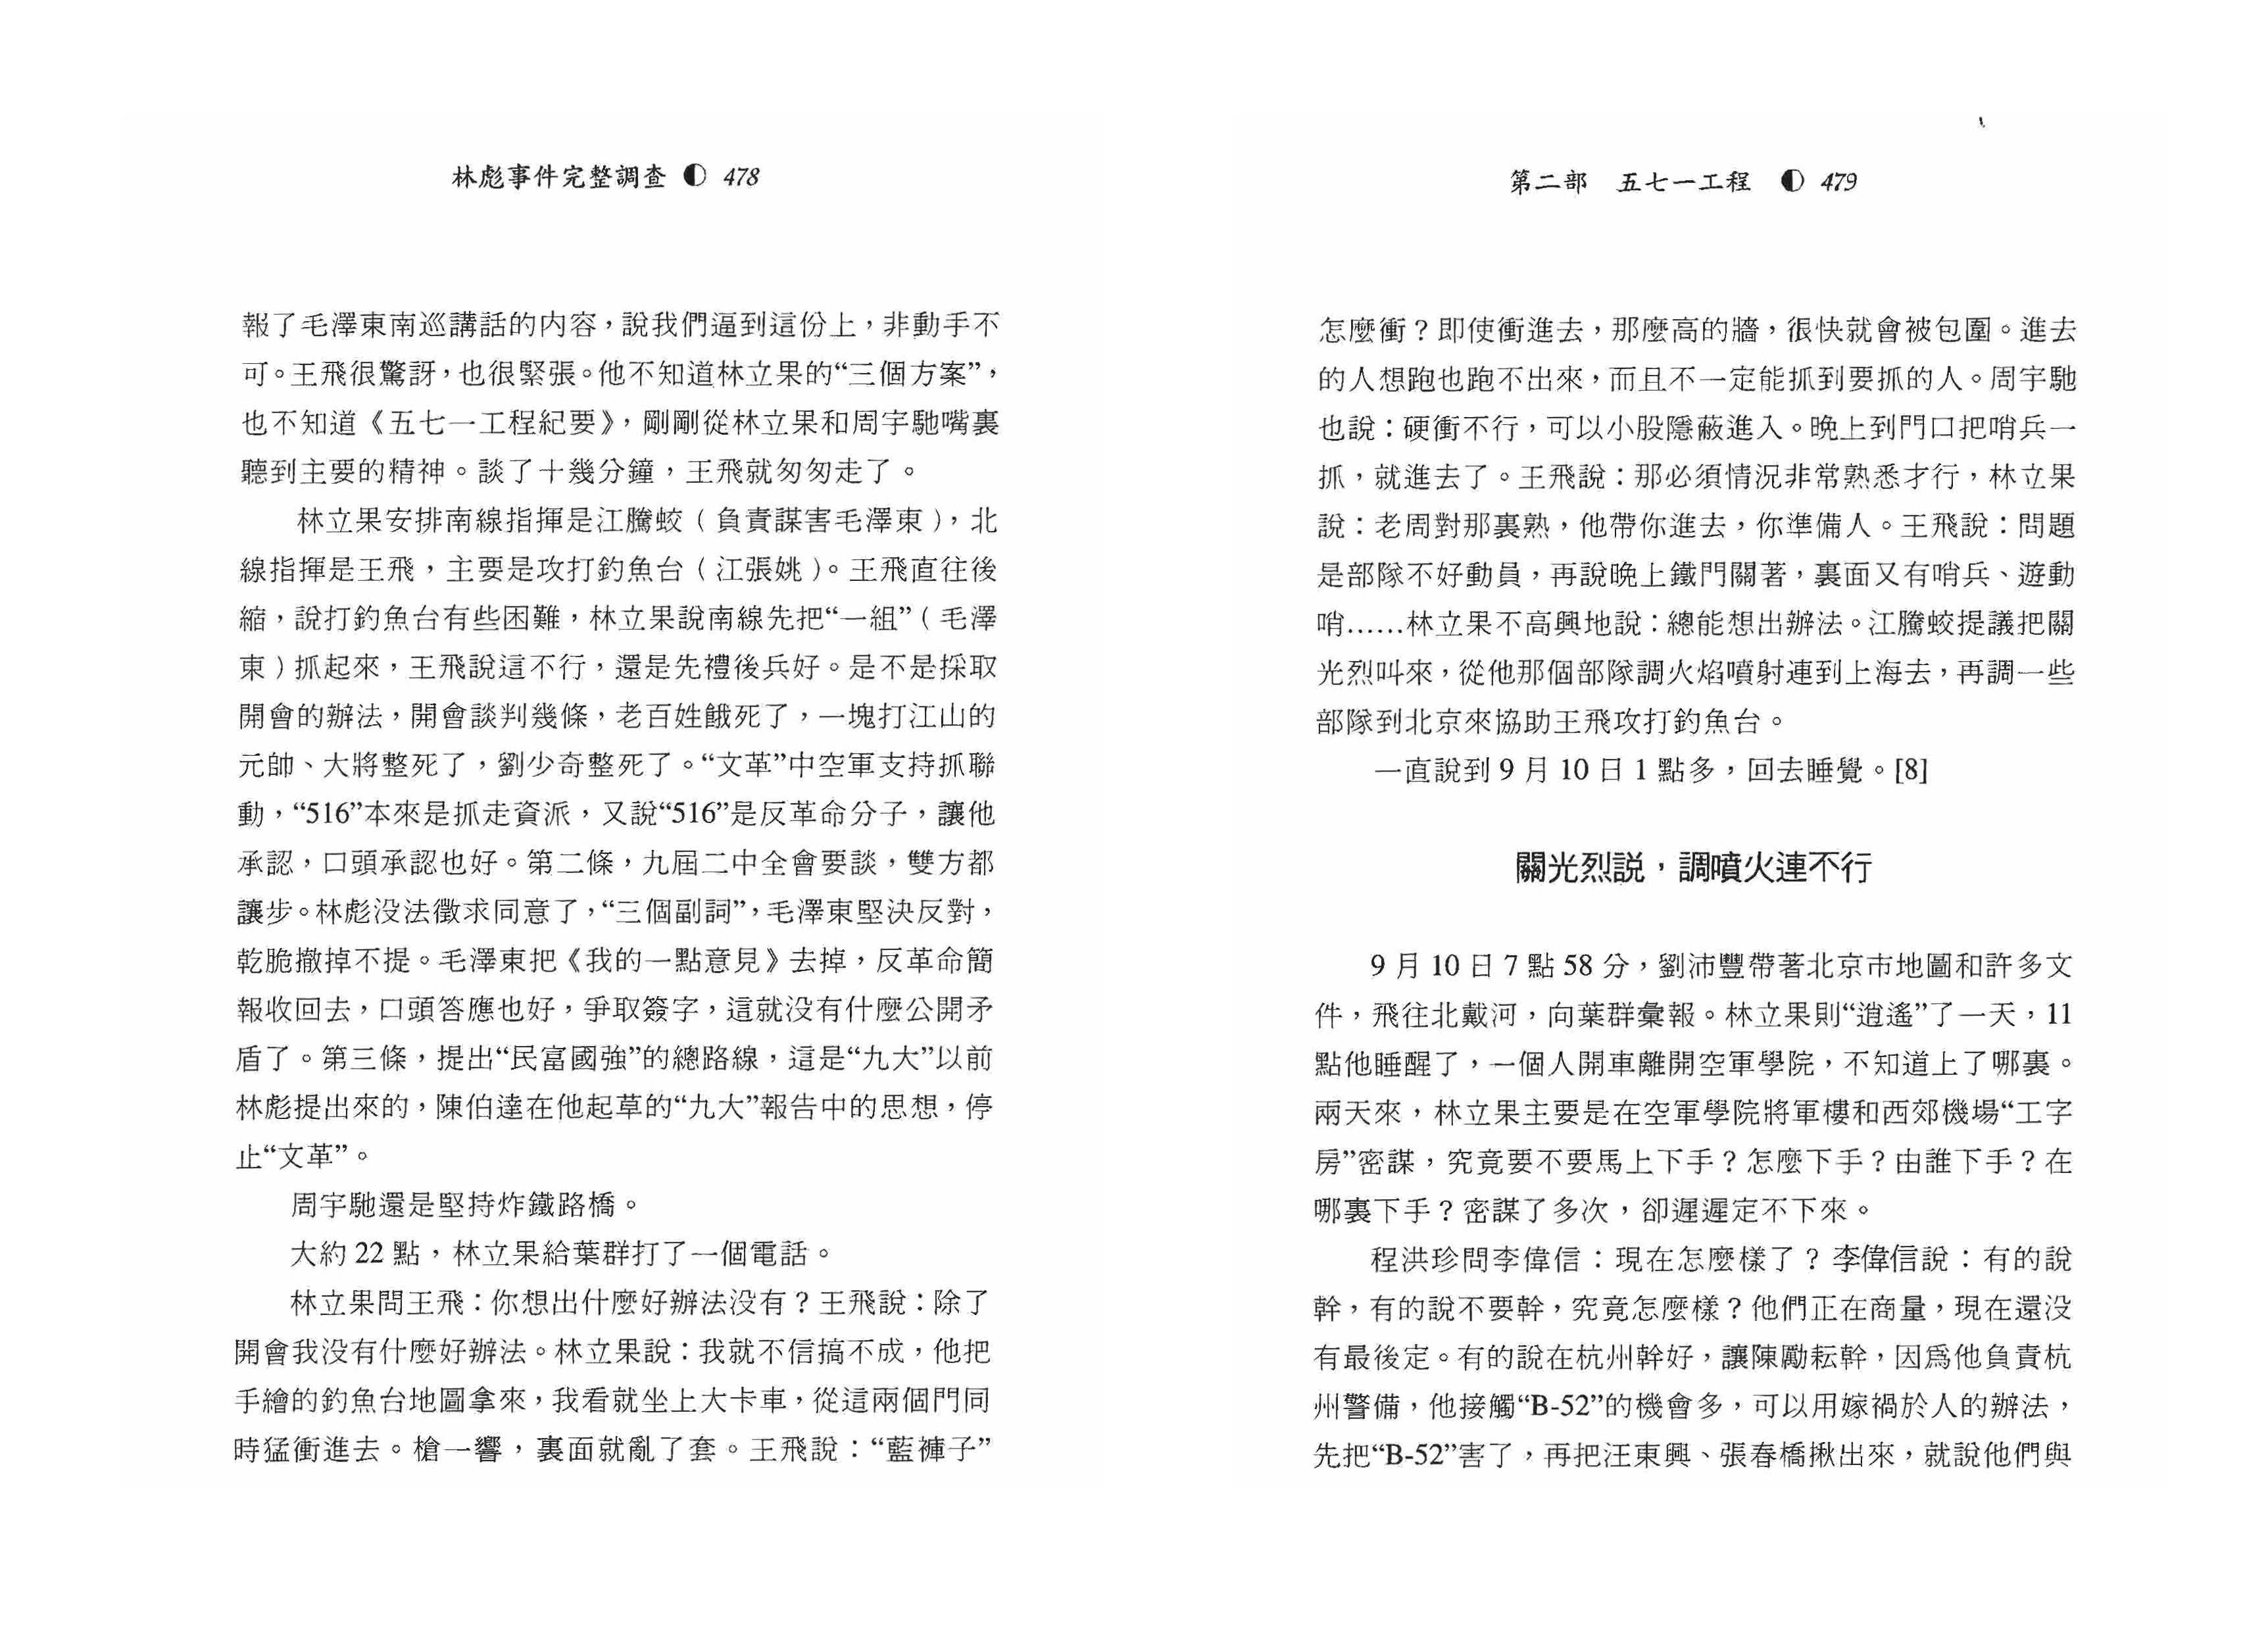 林彪事件完整調查 ◐ 478
報了毛澤東南巡講話的内容，說我們逼到這份上，非動手不
可。王飛很驚訝，也很緊張。他不知道林立果的“三個方案”，
也不知道《五七一工程紀要》，剛剛從林立果和周宇馳嘴裏
聽到主要的精神。談了十幾分鐘，王飛就匆匆走了。
林立果安排南線指揮是江騰蛟（負責謀害毛澤東），北
線指揮是王飛，主要是攻打釣魚台（江張姚）。王飛直往後
縮，說打釣魚台有些困難，林立果說南線先把“一組”（毛澤
東）抓起來，王飛說這不行，還是先禮後兵好。是不是採取
開會的辦法，開會談判幾條，老百姓餓死了，一塊打江山的
元帥、大將整死了，劉少奇整死了。“文革”中空軍支持抓聯
動，“516”本來是抓走資派，又說“516”是反革命分子，讓他
承認，口頭承認也好。第二條，九屆二中全會要談，雙方都
讓步。林彪没法徵求同意了，“三個副詞”，毛澤東堅決反對，
乾脆撤掉不提。毛澤東把《我的一點意見》去掉，反革命簡
報收回去，口頭答應也好，爭取簽字，這就没有什麼公開矛
盾了。第三條，提出“民富國強”的總路線，這是“九大”以前
林彪提出來的，陳伯達在他起草的“九大”報告中的思想，停
止“文革”。
周宇馳還是堅持炸鐵路橋。
大約 22 點，林立果給葉群打了一個電話。
林立果問王飛：你想出什麼好辦法没有？王飛說：除了
開會我没有什麼好辦法。林立果說：我就不信搞不成，他把
手繪的釣魚台地圖拿來，我看就坐上大卡車，從這兩個門同
時猛衝進去。槍一響，裏面就亂了套。王飛說：“藍褲子”
第二部　五七一工程 ◐ 479
怎麼衝？即使衝進去，那麼高的牆，很快就會被包圍。進去
的人想跑也跑不出來，而且不一定能抓到要抓的人。周宇馳
也說：硬衝不行，可以小股隱蔽進入。晚上到門口把哨兵一
抓，就進去了。王飛說：那必須情況非常熟悉才行，林立果
說：老周對那裏熟，他帶你進去，你準備人。王飛說：問題
是部隊不好動員，再說晚上鐵門關著，裏面又有哨兵、遊動
哨……林立果不高興地說：總能想出辦法。江騰蛟提議把關
光烈叫來，從他那個部隊調火焰噴射連到上海去，再調一些
部隊到北京來協助王飛攻打釣魚台。
一直說到 9 月 10 日 1 點多，回去睡覺。[8]
關光烈説，調噴火連不行
9 月 10 日 7 點 58 分，劉沛豐帶著北京市地圖和許多文
件，飛往北戴河，向葉群彙報。林立果則“逍遙”了一天，11
點他睡醒了，一個人開車離開空軍學院，不知道上了哪裏。
兩天來，林立果主要是在空軍學院將軍樓和西郊機場“工字
房”密謀，究竟要不要馬上下手？怎麼下手？由誰下手？在
哪裏下手？密謀了多次，卻遲遲定不下來。
程洪珍問李偉信：現在怎麼樣了？李偉信說：有的說
幹，有的說不要幹，究竟怎麼樣？他們正在商量，現在還没
有最後定。有的說在杭州幹好，讓陳勵耘幹，因爲他負責杭
州警備，他接觸“B-52”的機會多，可以用嫁禍於人的辦法，
先把“B-52”害了，再把汪東興、張春橋揪出來，就說他們與